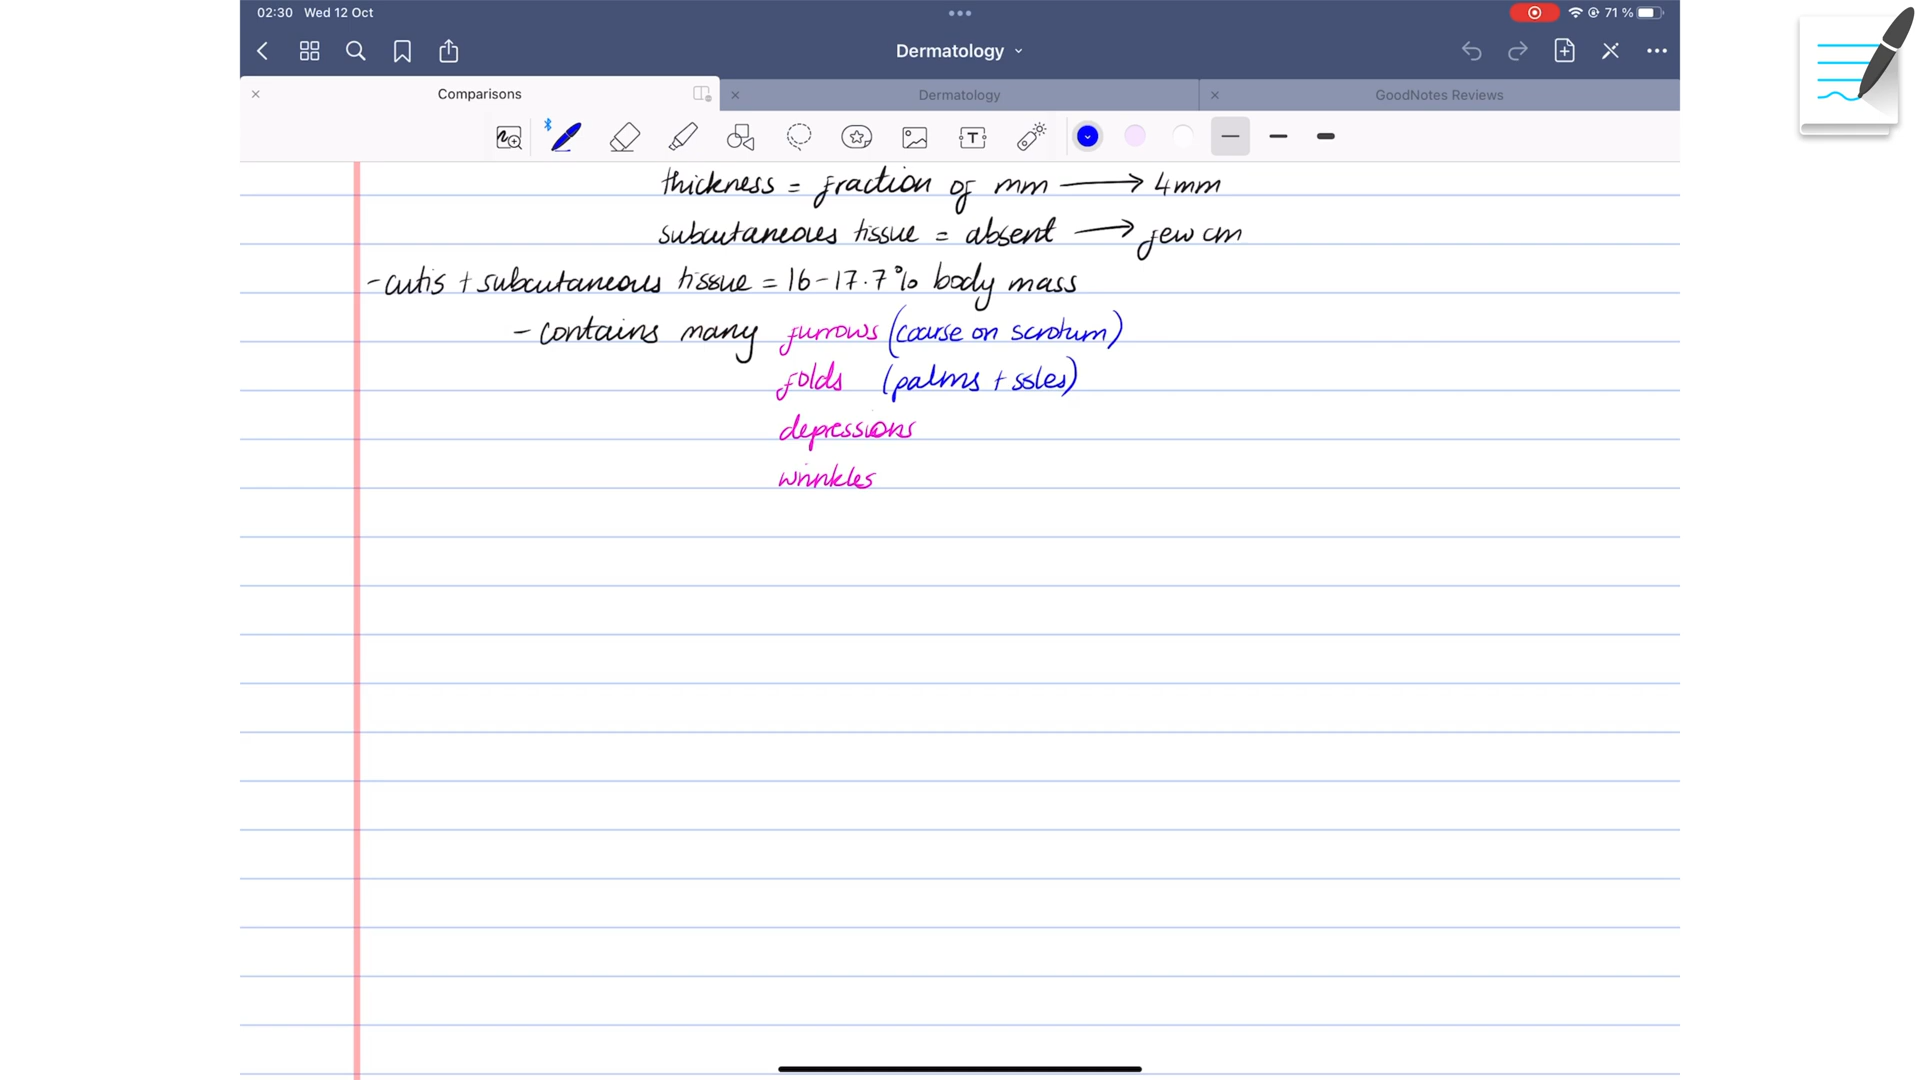 02:30 Wed 12 Oct
71 %
Dermatology
Comparisons
Dermatology
GoodNotes Reviews
T
thickness = fraction of mm → 4mm
subcutaneous tissue = absent → few cm
- cutis + subcutaneous tissue = 16-17.7% body mass
- contains many furrows (coarse on scrotum)
folds (palms + soles)
depressions
wrinkles